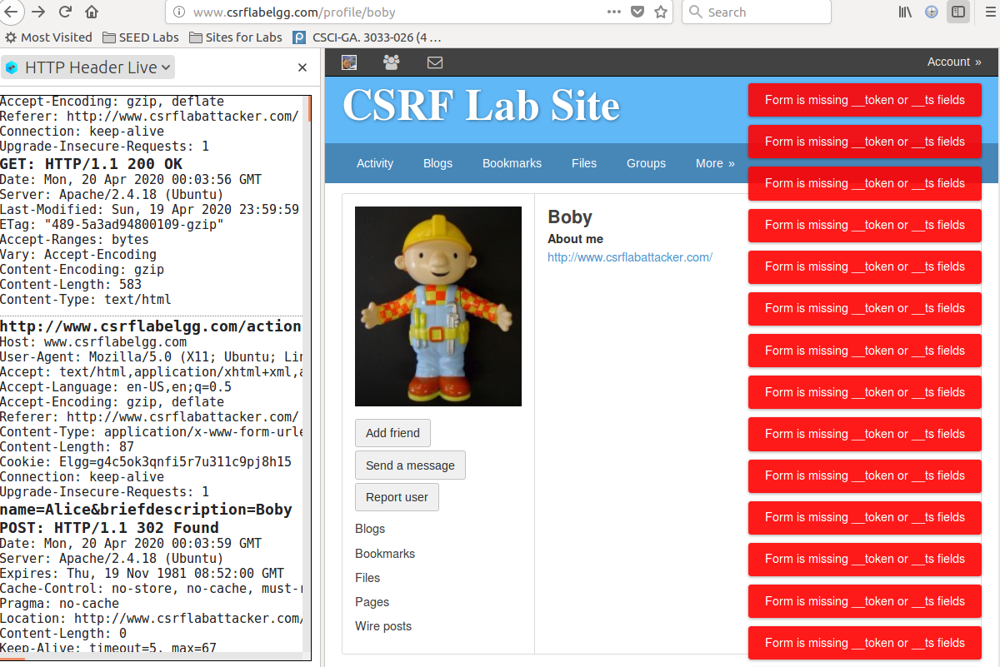 www.csrflabelgg.com/profile/boby
Search
Most Visited
SEED Labs
Sites for Labs
CSCI-GA. 3033-026 (4 …
HTTP Header Live
Accept-Encoding: gzip, deflate
Referer: http://www.csrflabattacker.com/
Connection: keep-alive
Upgrade-Insecure-Requests: 1
GET: HTTP/1.1 200 OK
Date: Mon, 20 Apr 2020 00:03:56 GMT
Server: Apache/2.4.18 (Ubuntu)
Last-Modified: Sun, 19 Apr 2020 23:59:59
ETag: "489-5a3ad94800109-gzip"
Accept-Ranges: bytes
Vary: Accept-Encoding
Content-Encoding: gzip
Content-Length: 583
Content-Type: text/html
http://www.csrflabelgg.com/action
Host: www.csrflabelgg.com
User-Agent: Mozilla/5.0 (X11; Ubuntu; Lin
Accept: text/html,application/xhtml+xml,a
Accept-Language: en-US,en;q=0.5
Accept-Encoding: gzip, deflate
Referer: http://www.csrflabattacker.com/
Content-Type: application/x-www-form-urle
Content-Length: 87
Cookie: Elgg=g4c5ok3qnfi5r7u311c9pj8h15
Connection: keep-alive
Upgrade-Insecure-Requests: 1
name=Alice&briefdescription=Boby
POST: HTTP/1.1 302 Found
Date: Mon, 20 Apr 2020 00:03:59 GMT
Server: Apache/2.4.18 (Ubuntu)
Expires: Thu, 19 Nov 1981 08:52:00 GMT
Cache-Control: no-store, no-cache, must-r
Pragma: no-cache
Location: http://www.csrflabattacker.com/
Content-Length: 0
Keep-Alive: timeout=5, max=67
Account »
CSRF Lab Site
Activity
Blogs
Bookmarks
Files
Groups
More »
Boby
About me
http://www.csrflabattacker.com/
Add friend
Send a message
Report user
Blogs
Bookmarks
Files
Pages
Wire posts
Form is missing __token or __ts fields
Form is missing __token or __ts fields
Form is missing __token or __ts fields
Form is missing __token or __ts fields
Form is missing __token or __ts fields
Form is missing __token or __ts fields
Form is missing __token or __ts fields
Form is missing __token or __ts fields
Form is missing __token or __ts fields
Form is missing __token or __ts fields
Form is missing __token or __ts fields
Form is missing __token or __ts fields
Form is missing __token or __ts fields
Form is missing __token or __ts fields